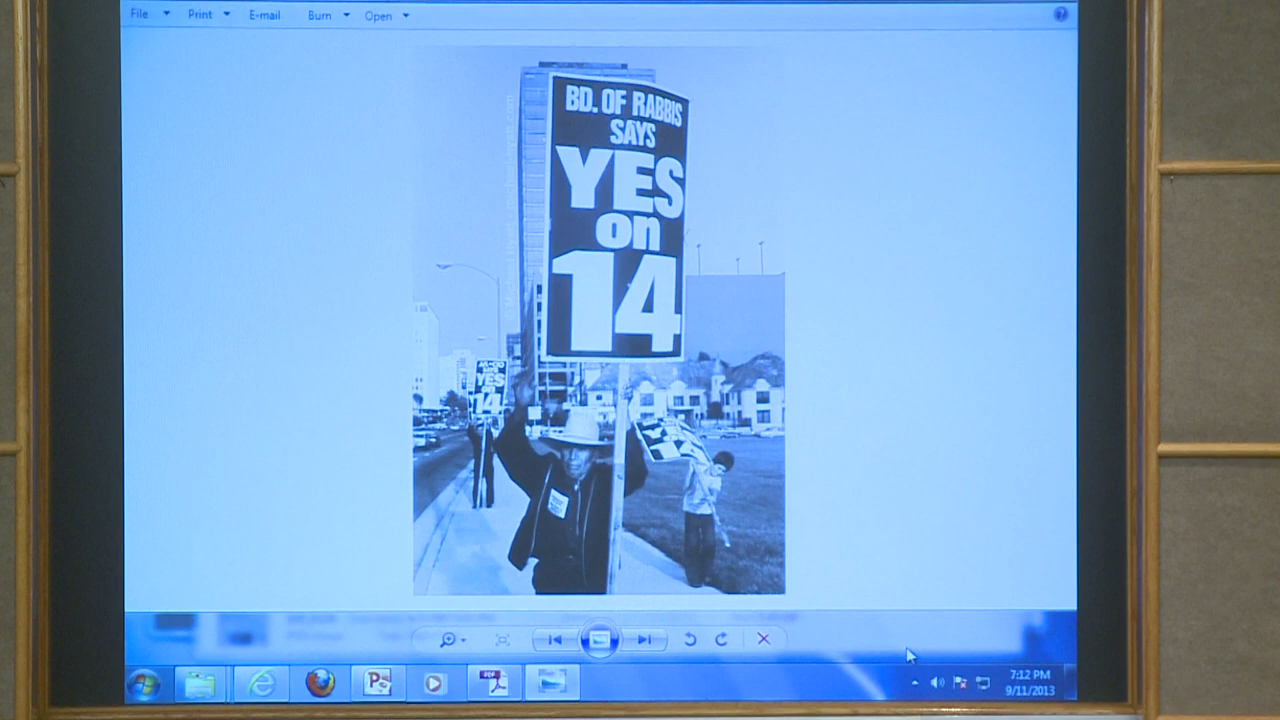 File Print E-mail Burn Open
BD. OF RABBIS
SAYS
YES
on
14
YES
on
14
7:12 PM
9/11/2013